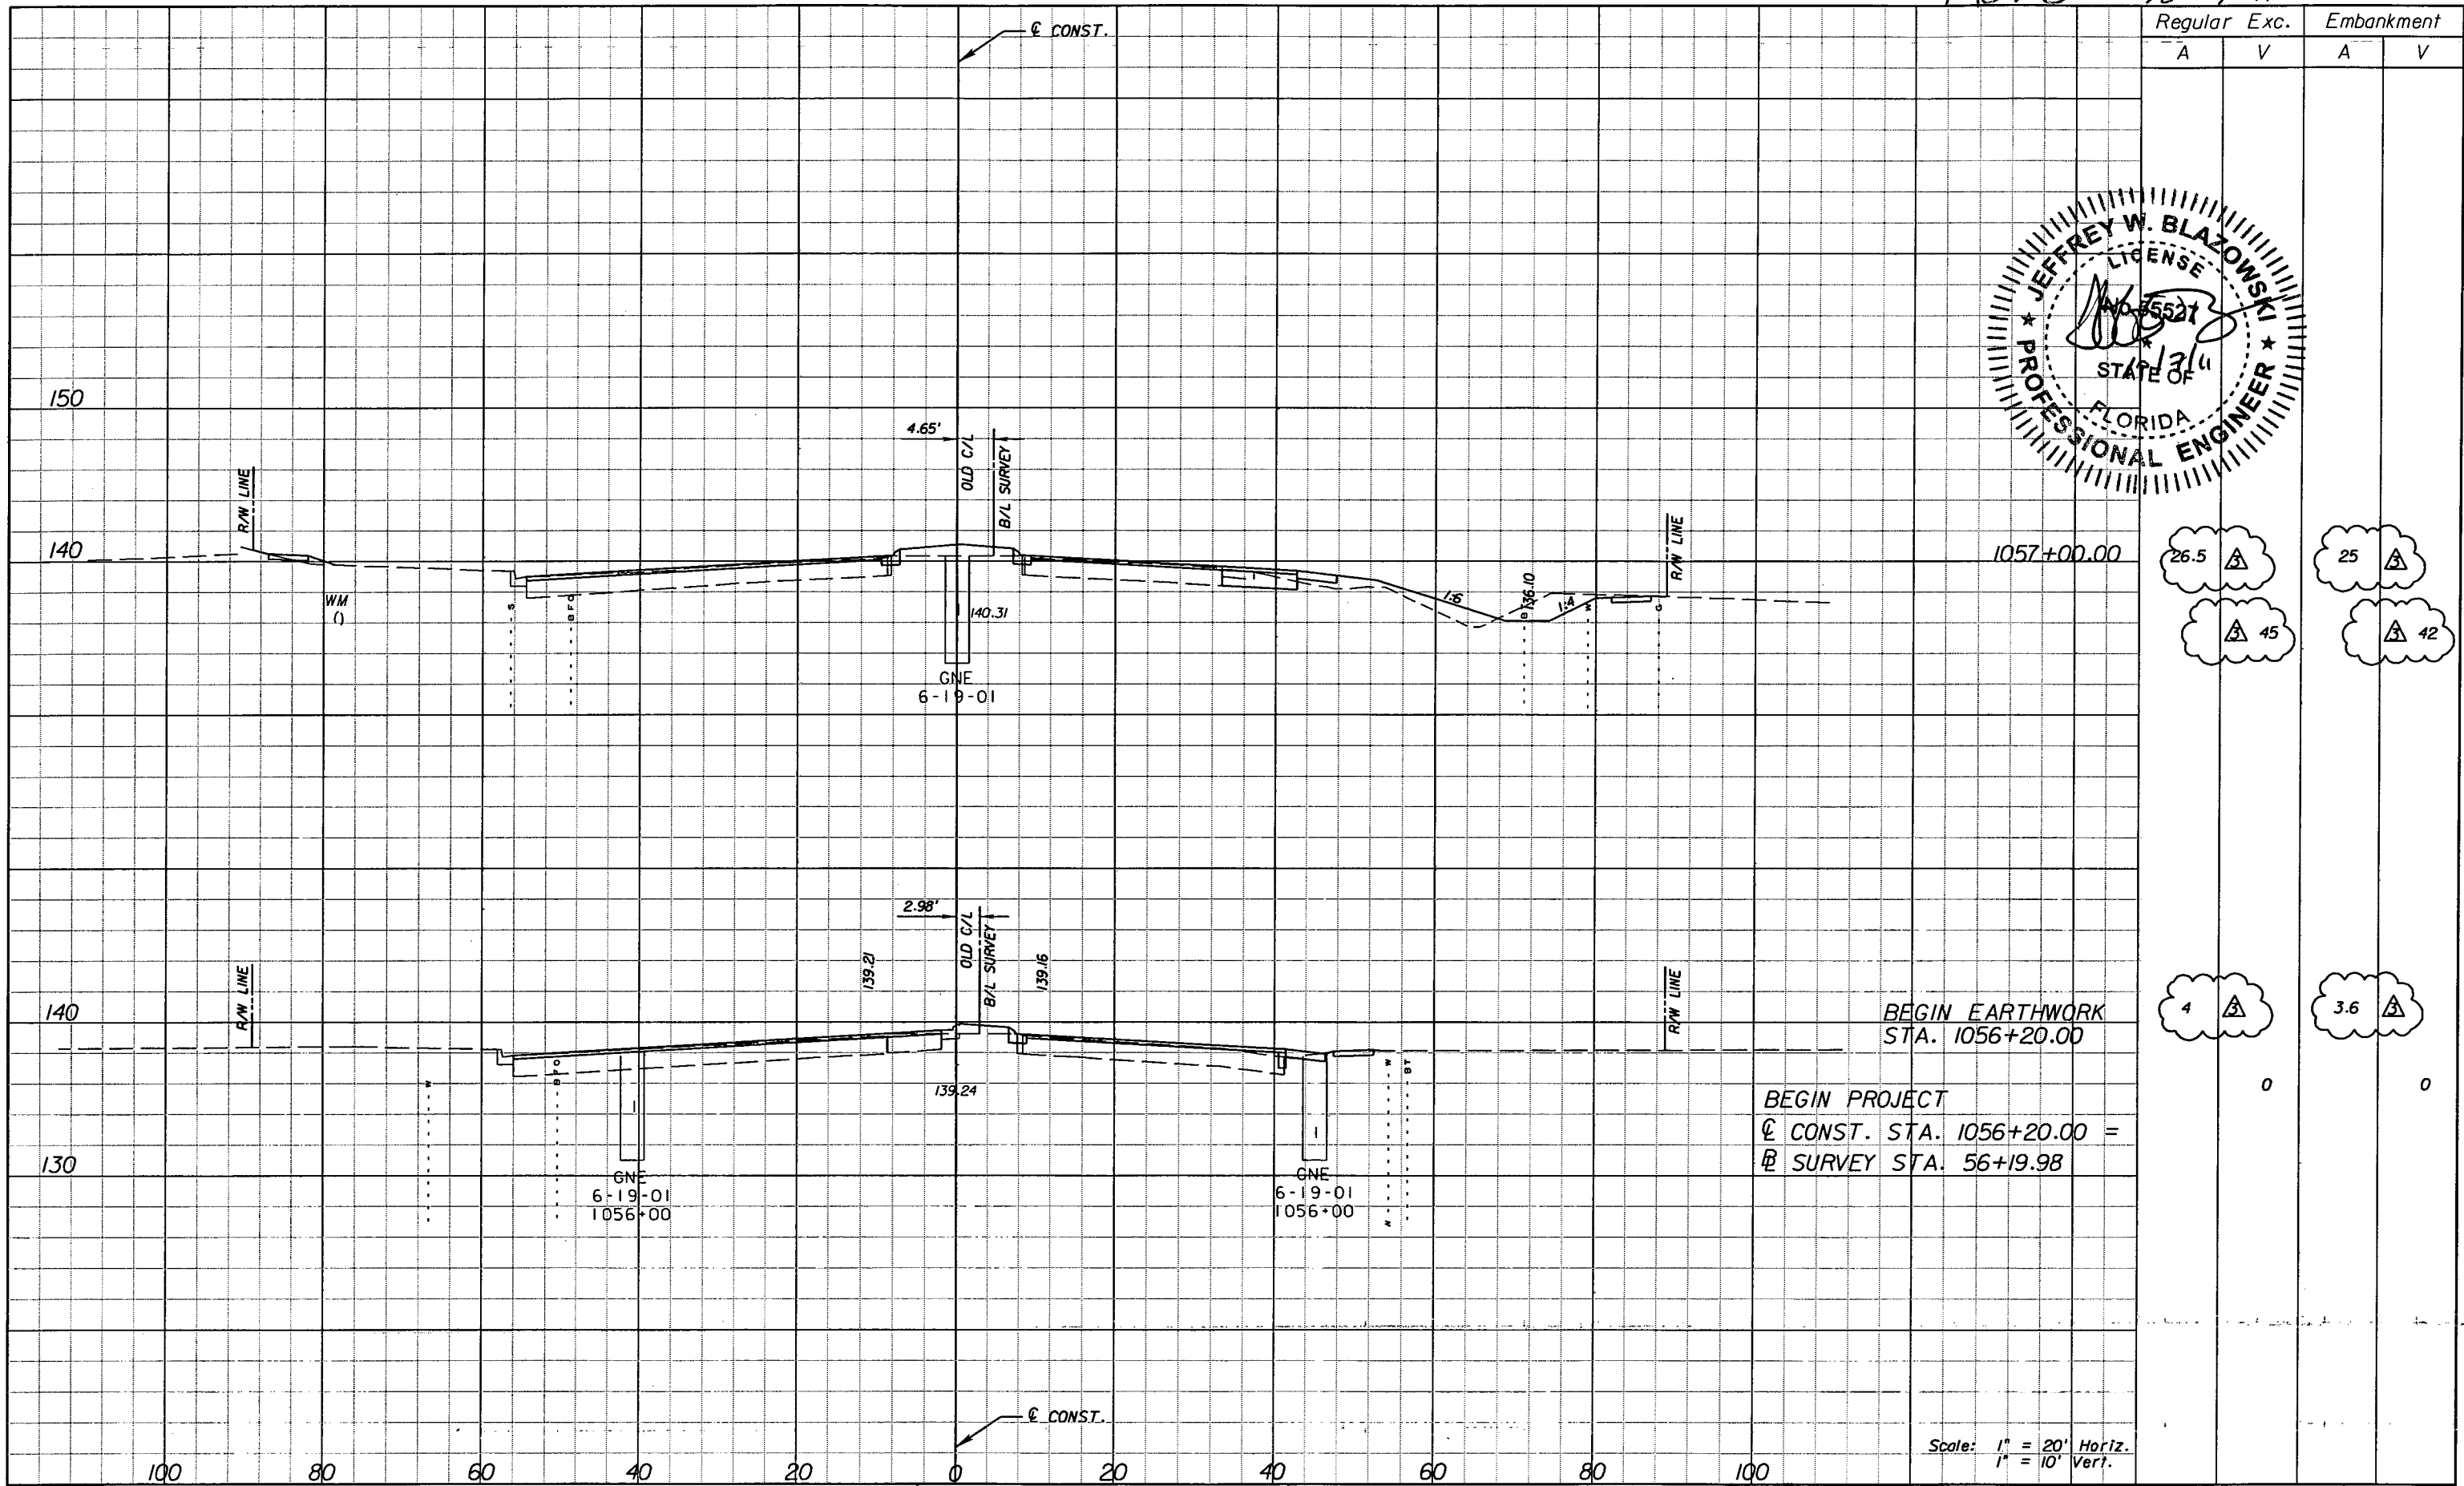 Regular Exc. Embankment
A V A V
℄ CONST.
JEFFREY W. BLAZOWSKI
LICENSE
No 55527
★
STATE OF
FLORIDA
★ PROFESSIONAL ENGINEER ★
150
4.65'
OLD C/L
B/L SURVEY
R/W LINE
R/W LINE
140
1057+00.00
26.5 3
25 3
WM
()
S
BFO
140.31
1:6
BT
136.10
1:4
W
G
3 45
3 42
GNE
6-19-01
2.98'
OLD C/L
B/L SURVEY
139.21
139.16
R/W LINE
R/W LINE
140
BEGIN EARTHWORK
STA. 1056+20.00
4 3
3.6 3
W
BFO
139.24
W
BT
0 0
BEGIN PROJECT
℄ CONST. STA. 1056+20.00 =
B SURVEY STA. 56+19.98
130
GNE
6-19-01
1056+00
GNE
6-19-01
1056+00
℄ CONST.
Scale: 1" = 20' Horiz.
1" = 10' Vert.
100 80 60 40 20 0 20 40 60 80 100